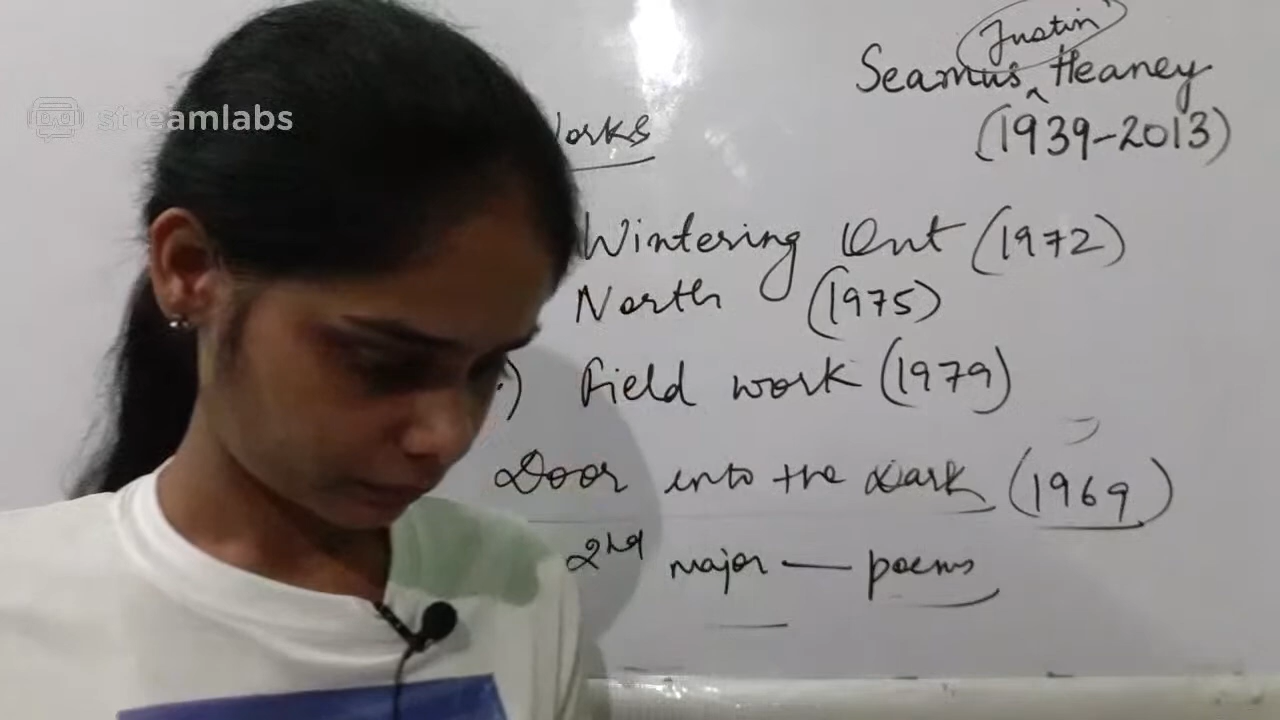 streamlabs
Justin
Seamus Heaney
(1939-2013)
Wintering Out (1972)
North (1975)
Field work (1979)
Door into the Dark (1969)
2nd major — poems